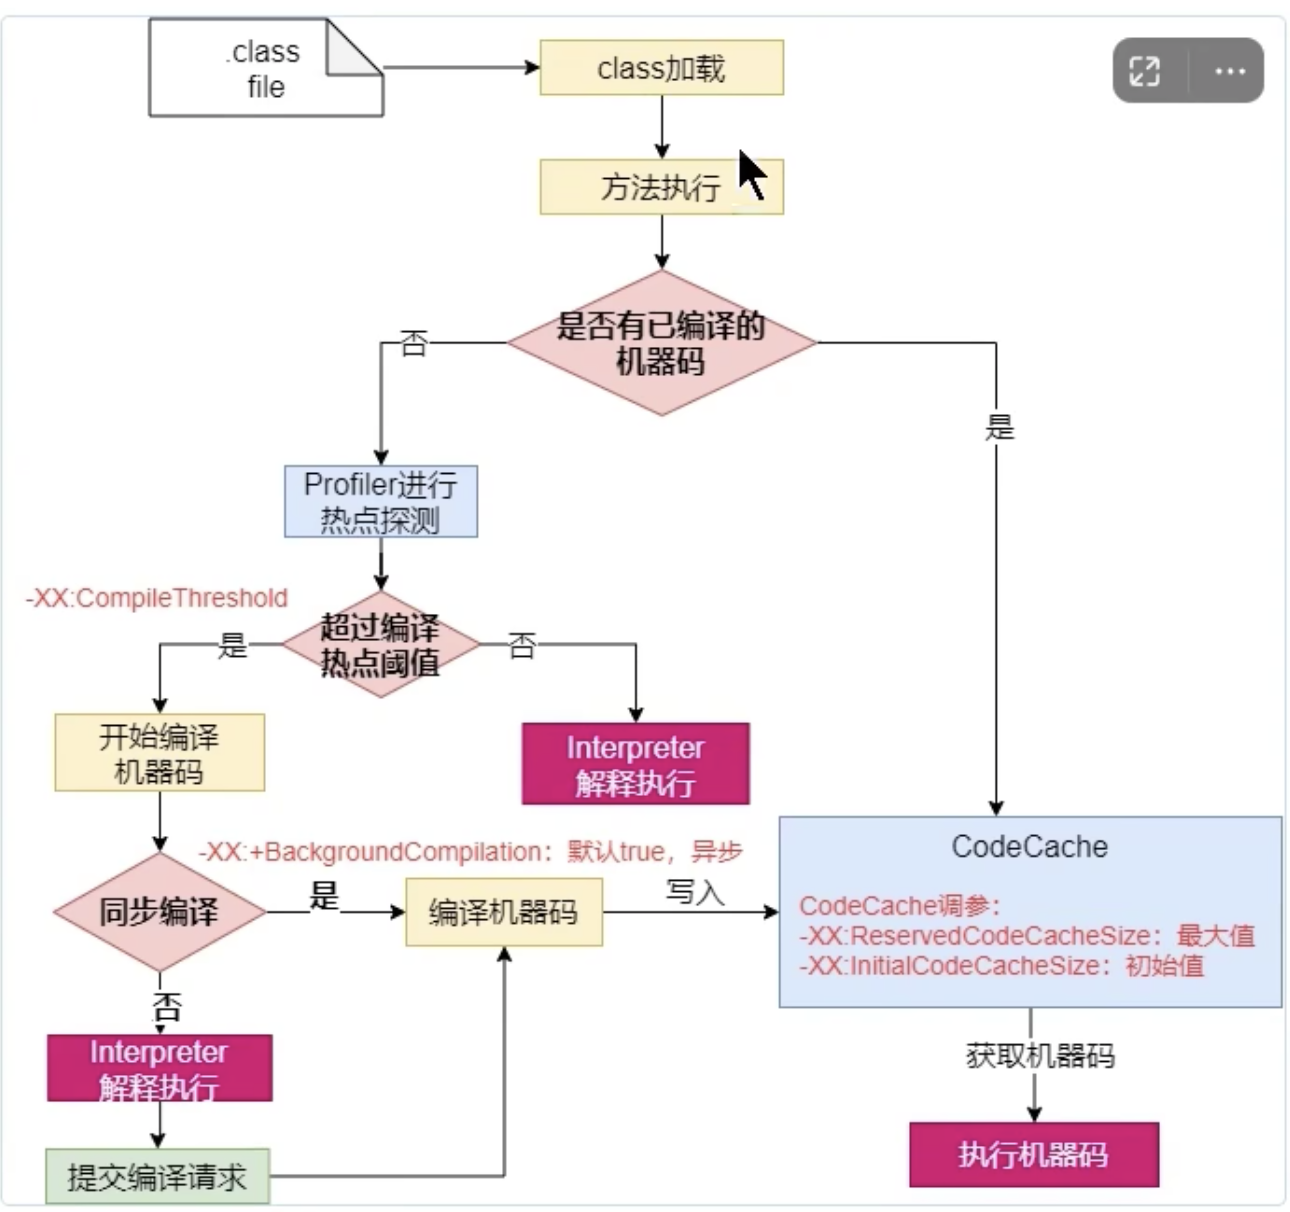 .class
file
class加载
方法执行
是否有已编译的
机器码
否
是
Profiler进行
热点探测
-XX:CompileThreshold
超过编译
热点阈值
是
否
开始编译
机器码
Interpreter
解释执行
-XX:+BackgroundCompilation：默认true，异步
同步编译
是
编译机器码
写入
CodeCache
CodeCache调参：
-XX:ReservedCodeCacheSize：最大值
-XX:InitialCodeCacheSize：初始值
否
Interpreter
解释执行
获取机器码
提交编译请求
执行机器码